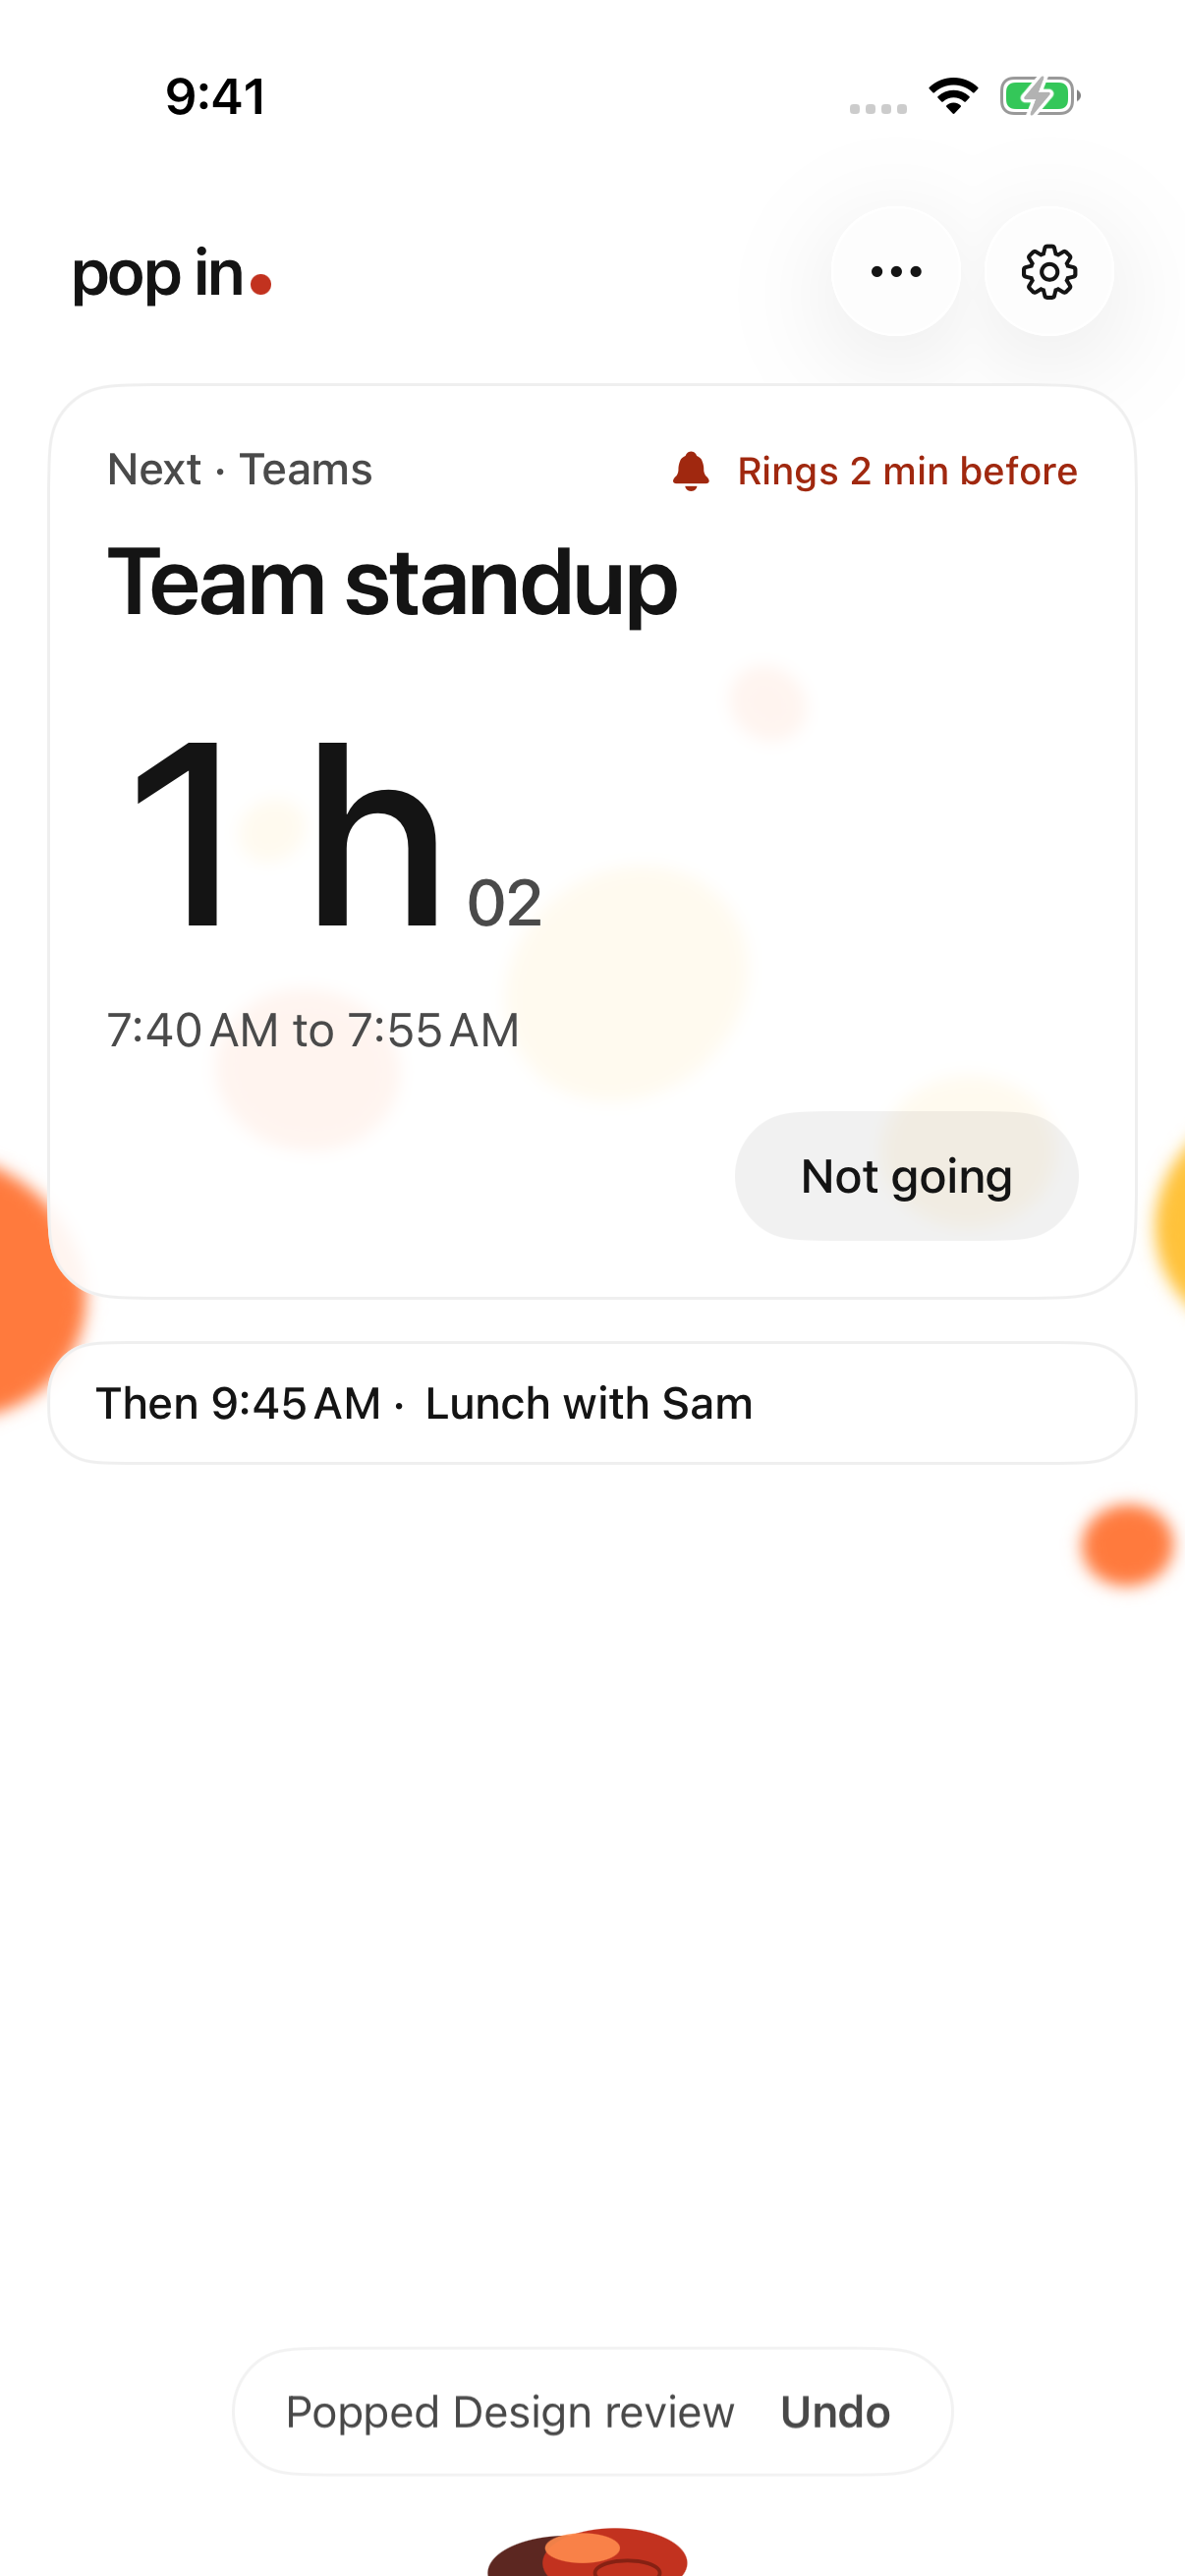 9:41
pop in
Next · Teams
Rings 2 min before
Team standup
1 h 02
7:40 AM to 7:55 AM
Not going
Then 9:45 AM · Lunch with Sam
Popped Design review Undo